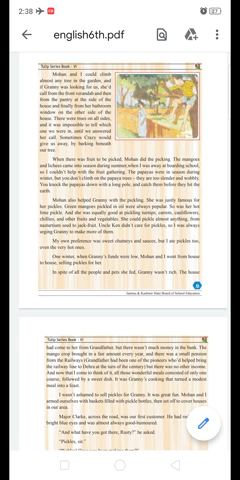 2:38
27
english6th.pdf
Tulip Series Book - VI
Mohan and I could climb
almost any tree in the garden, and
if Granny was looking for us, she'd
call from the front verandah and then
from the pantry at the side of the
house and finally from her bathroom
window on the other side of the
house. There were trees on all sides,
and it was impossible to tell which
one we were in, until we answered
her call. Sometimes Crazy would
give us away, by barking beneath
our tree.
When there was fruit to be picked, Mohan did the picking. The mangoes
and lichees came into season during summer, when I was away at boarding school,
so I couldn't help with the fruit gathering. The papayas were in season during
winter, but you don't climb on the papaya trees – they are too slender and wobbly.
You knock the papayas down with a long pole, and catch them before they hit the
earth.
Mohan also helped Granny with the pickling. She was justly famous for
her pickles. Green mangoes pickled in oil were always popular. So was her hot
lime pickle. And she was equally good at pickling turnips, carrots, cauliflowers,
chillies, and other fruits and vegetables. She could pickle almost anything, from
nasturtium seed to jack-fruit. Uncle Ken didn't care for pickles, so I was always
urging Granny to make more of them.
My own preference was sweet chutneys and sauces, but I ate pickles too,
even the very hot ones.
One winter, when Granny's funds were low, Mohan and I went from house
to house, selling pickles for her.
In spite of all the people and pets she fed, Granny wasn't rich. The house
Jammu & Kashmir State Board of School Education
Tulip Series Book - VI
had come to her from Grandfather, but there wasn't much money in the bank. The
mango crop brought in a fair amount every year, and there was a small pension
from the Railways (Grandfather had been one of the pioneers who'd helped bring
the railway line to Dehra at the turn of the century) but there was no other income.
And now that I come to think of it, all those wonderful meals consisted of only one
course, followed by a sweet dish. It was Granny's cooking that turned a modest
meal into a feast.
I wasn't ashamed to sell pickles for Granny. It was great fun. Mohan and I
armed ourselves with baskets filled with pickle bottles, then set off to cover houses
in our area.
Major Clarke, across the road, was our first customer. He had
bright blue eyes and was almost always good-humoured.
"And what have you got there, Rusty?" he asked.
"Pickles, sir."